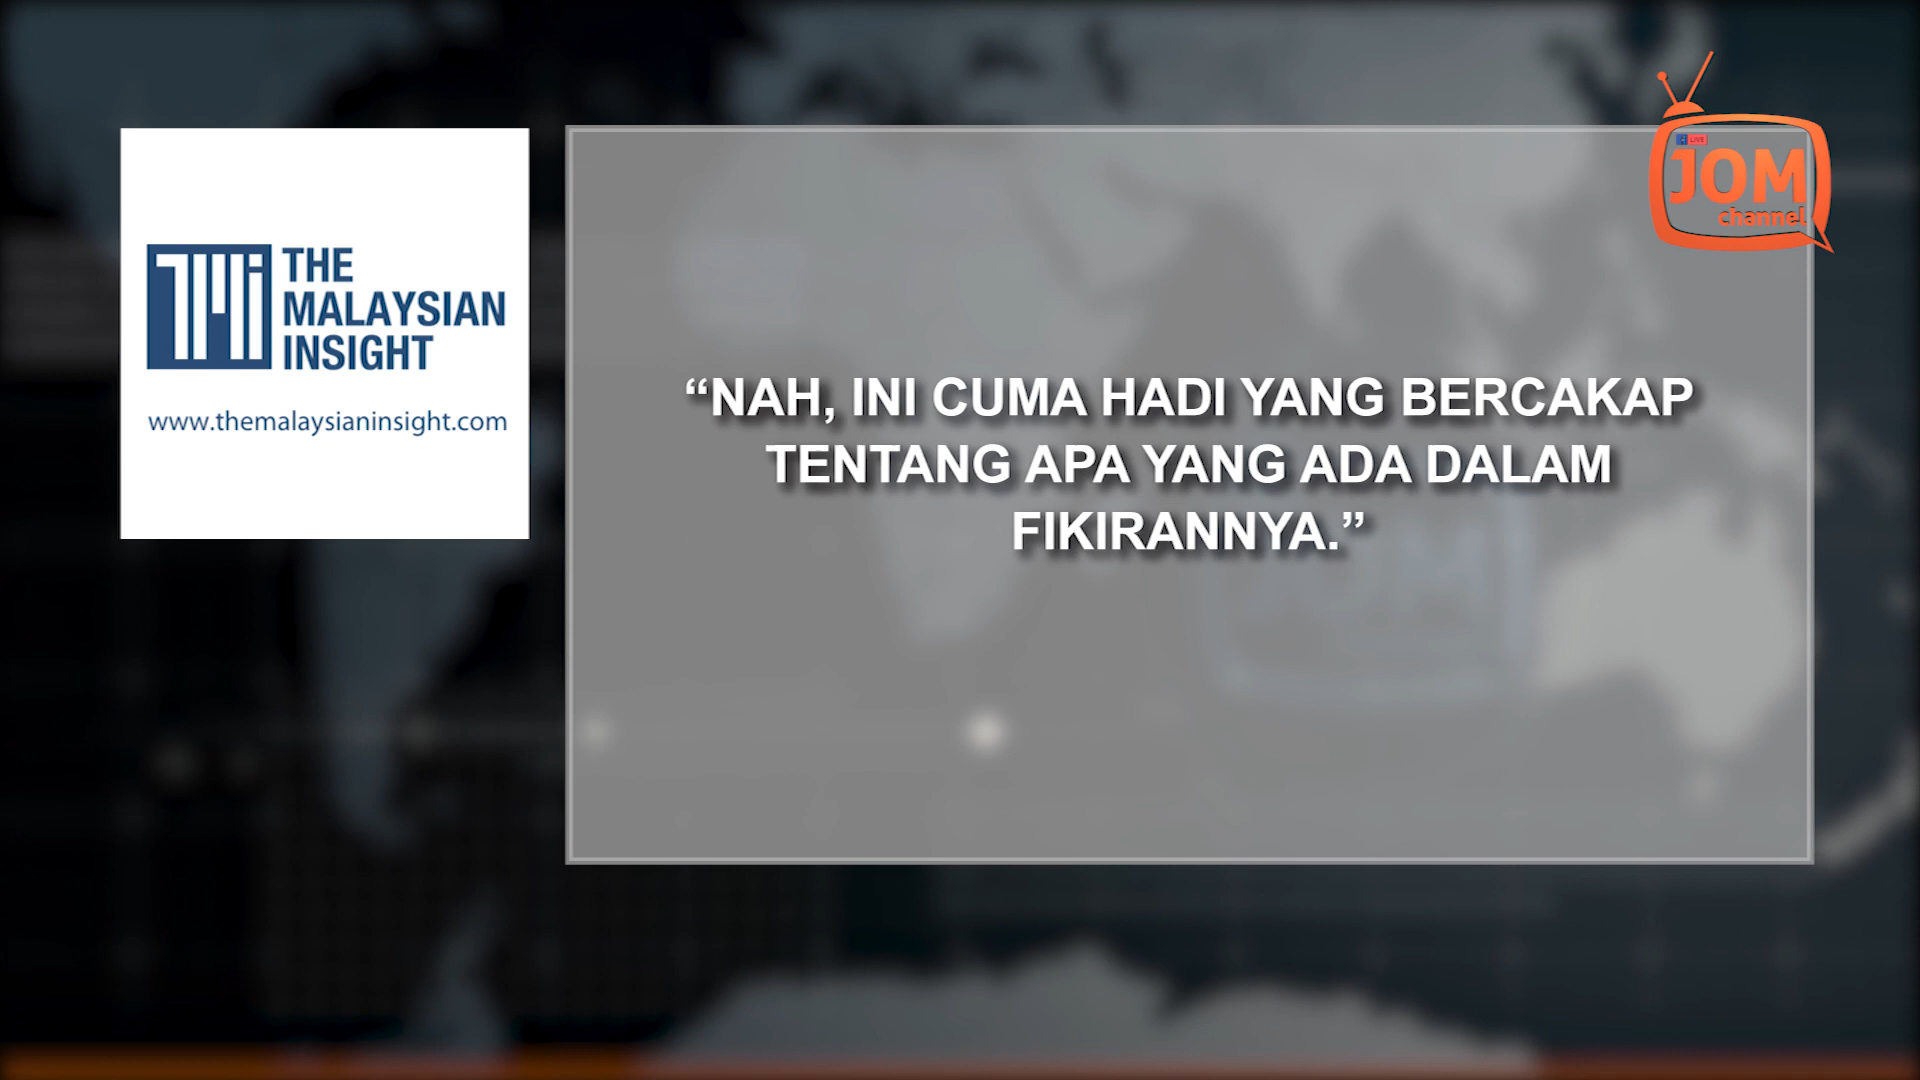 THE
MALAYSIAN
INSIGHT
www.themalaysianinsight.com
“NAH, INI CUMA HADI YANG BERCAKAP
TENTANG APA YANG ADA DALAM
FIKIRANNYA.”
LIVE
JOM
channel